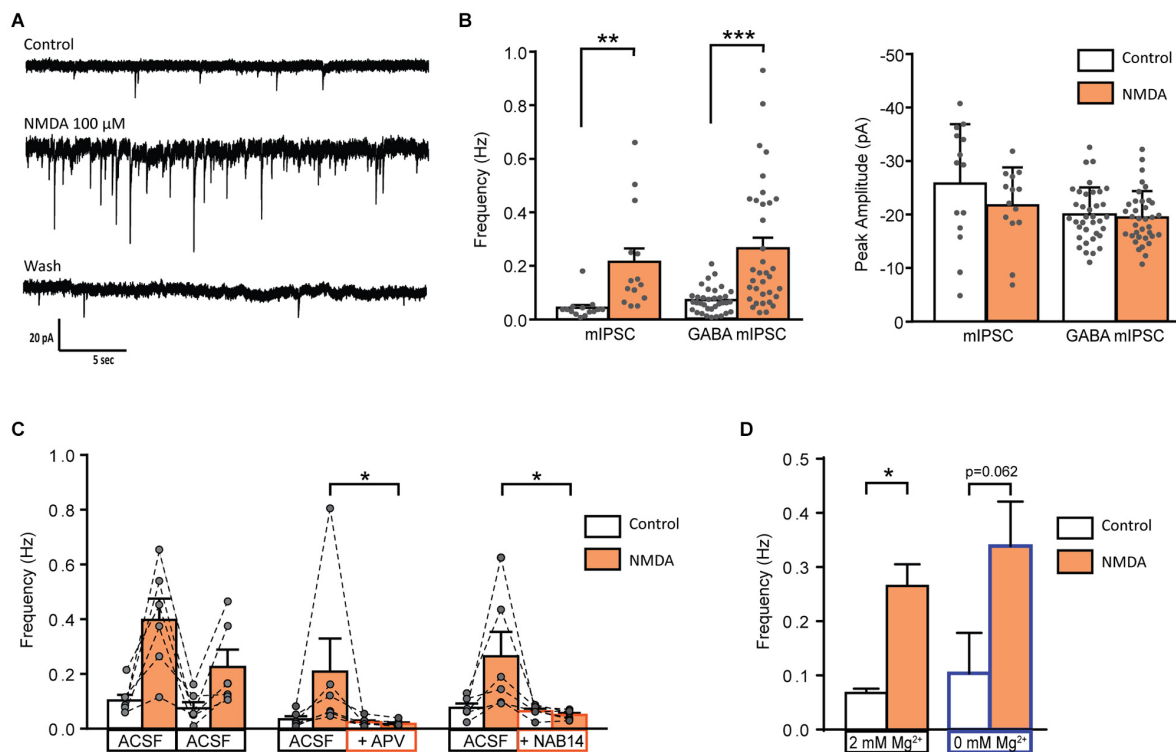 A
Control
NMDA 100 µM
Wash
20 pA
5 sec
B
**
***
1.0
0.8
0.6
0.4
0.2
0.0
Frequency (Hz)
mIPSC
GABA mIPSC
-50
-40
-30
-20
-10
0
Peak Amplitude (pA)
mIPSC
GABA mIPSC
Control
NMDA
C
1.0
0.8
0.6
0.4
0.2
0.0
Frequency (Hz)
*
*
ACSF
ACSF
ACSF
+ APV
ACSF
+ NAB14
Control
NMDA
D
0.5
0.4
0.3
0.2
0.1
0.0
Frequency (Hz)
*
p=0.062
2 mM Mg²⁺
0 mM Mg²⁺
Control
NMDA